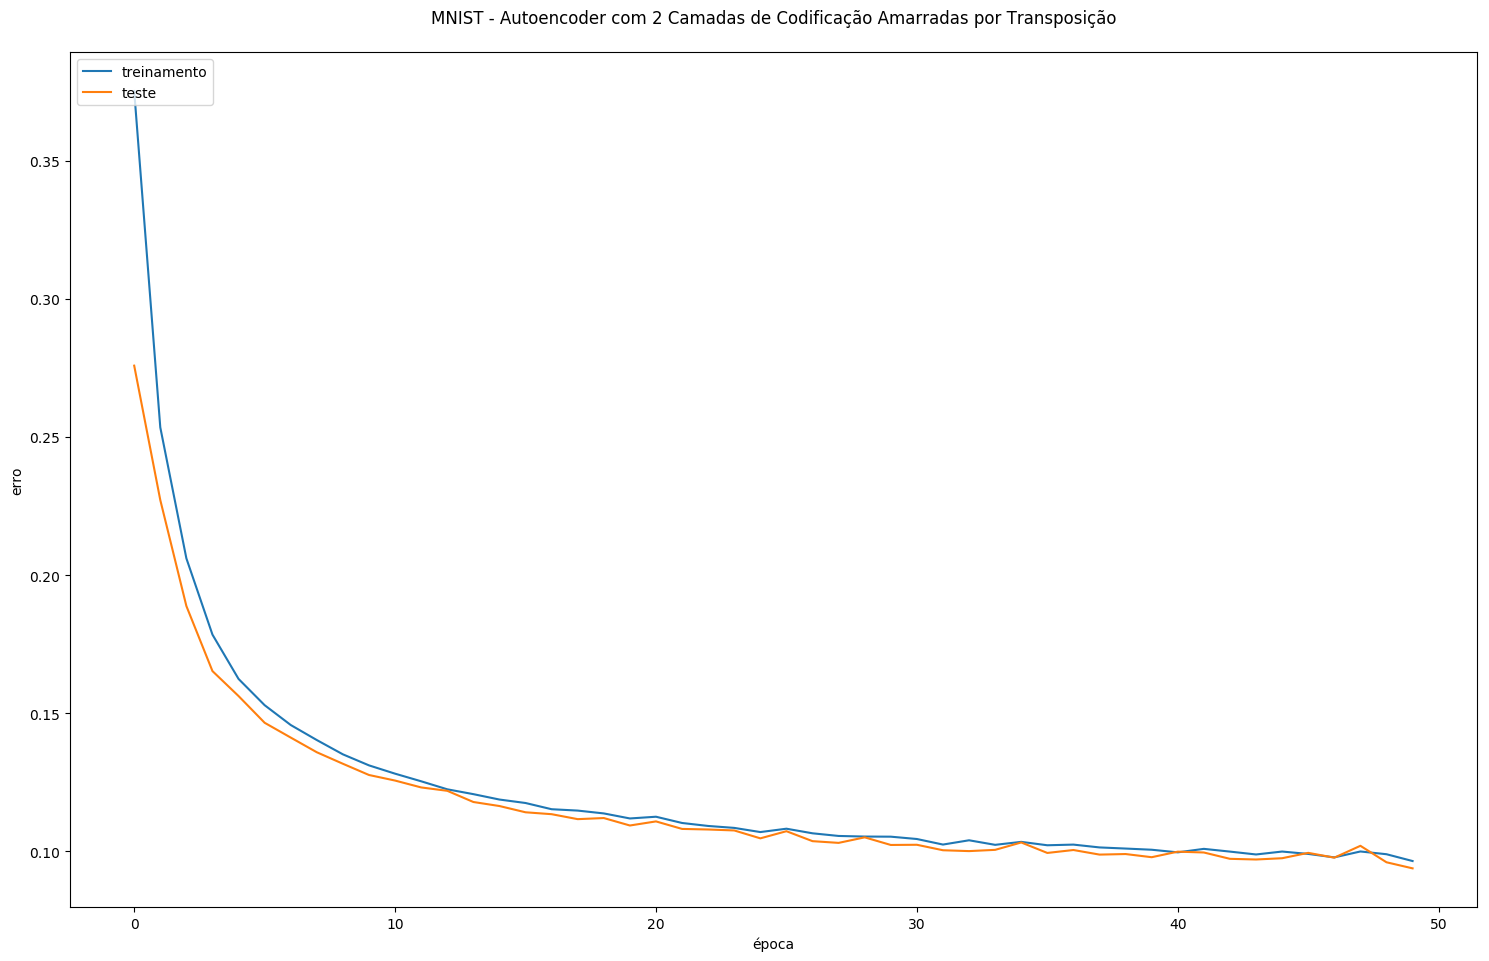 MNIST - Autoencoder com 2 Camadas de Codificação Amarradas por Transposição
treinamento
teste
0.35
0.30
0.25
0.20
0.15
0.10
erro
0 10 20 30 40 50
época